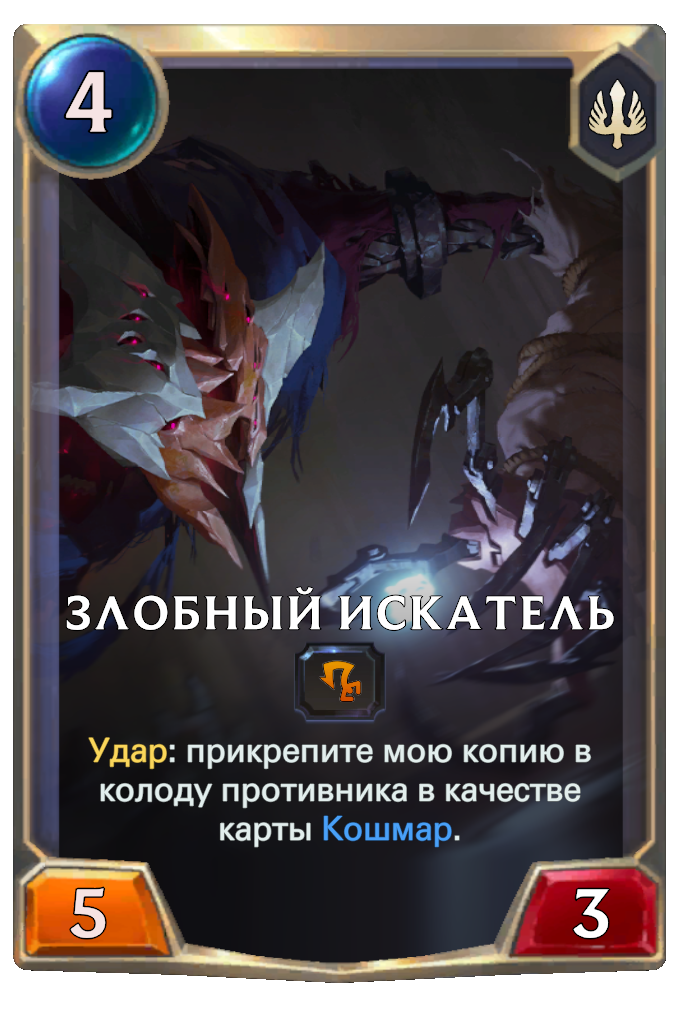 4
ЗЛОБНЫЙ ИСКАТЕЛЬ
Удар: прикрепите мою копию в
колоду противника в качестве
карты Кошмар.
5
3